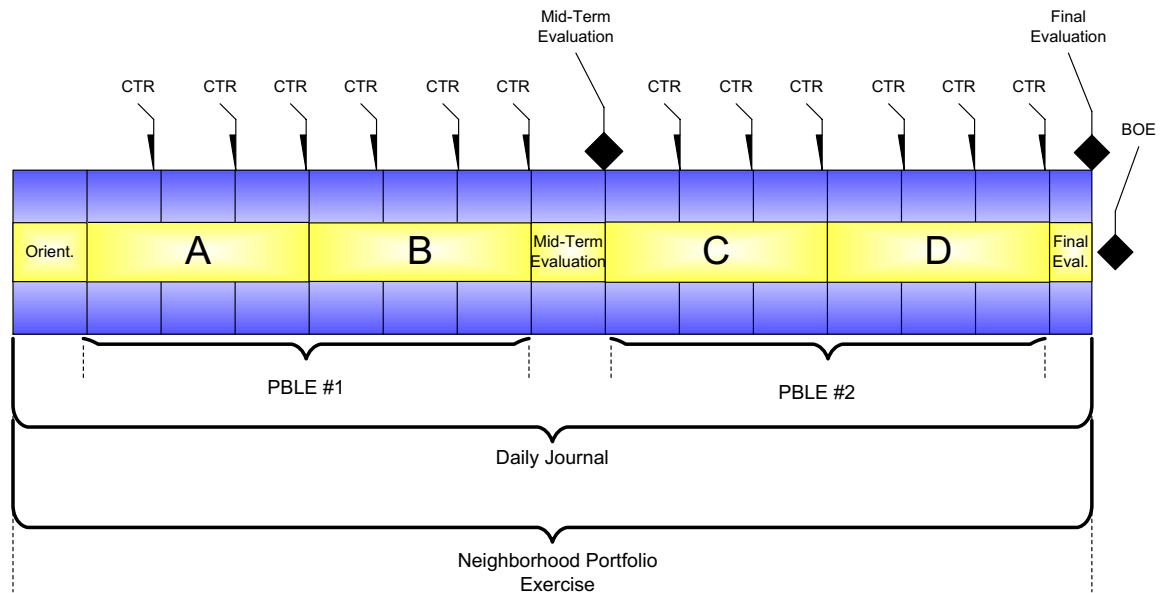 Mid-Term
Evaluation
Final
Evaluation
CTR
CTR
CTR
CTR
CTR
CTR
CTR
CTR
CTR
CTR
CTR
CTR
BOE
Orient.
A
B
Mid-Term
Evaluation
C
D
Final
Eval.
PBLE #1
PBLE #2
Daily Journal
Neighborhood Portfolio
Exercise